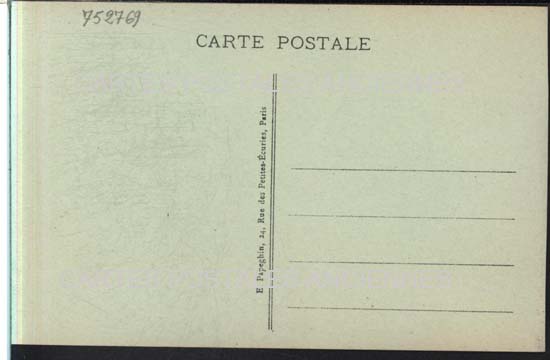 752769
CARTE POSTALE
E. Papeghin, 24, Rue des Petites-Écuries, Paris